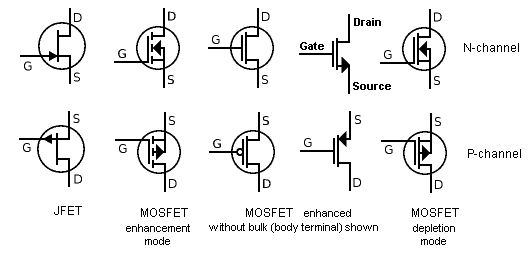 D D D Drain D
Gate N-channel
G G G G
S S S Source S
S S S S S
G G G G G P-channel
D D D D D
JFET MOSFET MOSFET enhanced MOSFET
enhancement without bulk (body terminal) shown depletion
mode mode